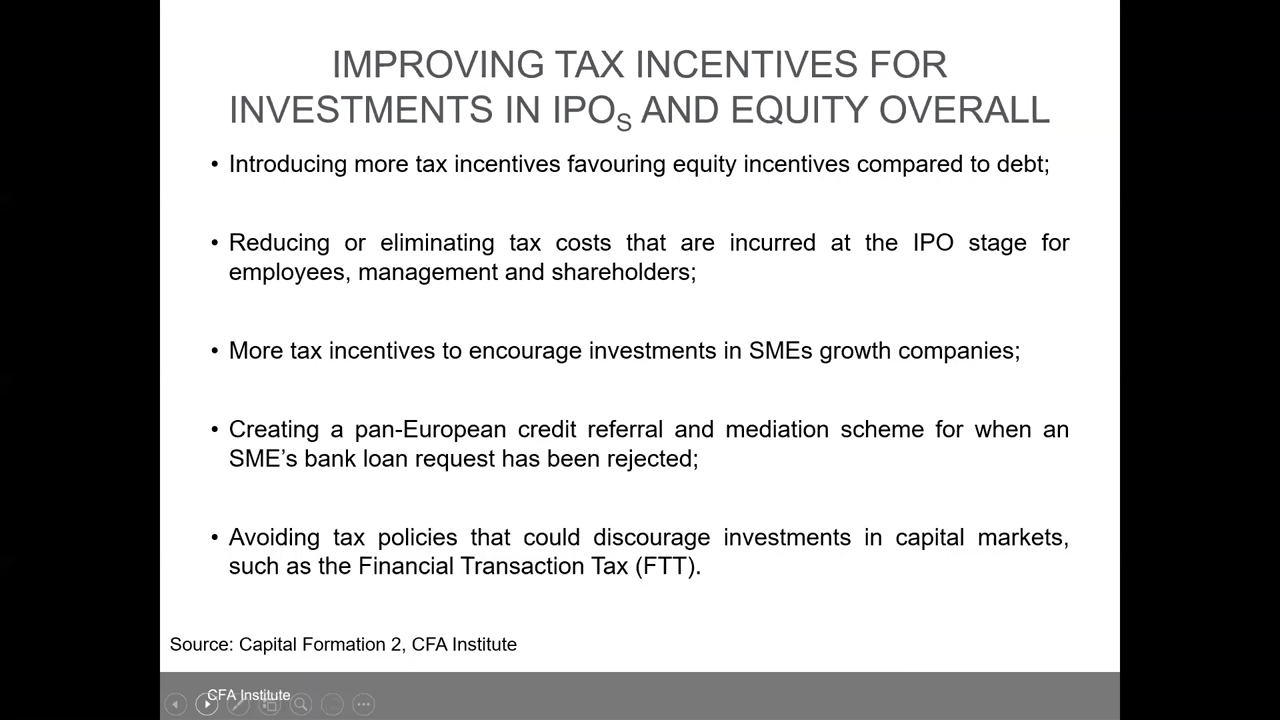 IMPROVING TAX INCENTIVES FOR
INVESTMENTS IN IPOS AND EQUITY OVERALL
• Introducing more tax incentives favouring equity incentives compared to debt;
• Reducing or eliminating tax costs that are incurred at the IPO stage for
employees, management and shareholders;
• More tax incentives to encourage investments in SMEs growth companies;
• Creating a pan-European credit referral and mediation scheme for when an
SME’s bank loan request has been rejected;
• Avoiding tax policies that could discourage investments in capital markets,
such as the Financial Transaction Tax (FTT).
Source: Capital Formation 2, CFA Institute
CFA Institute